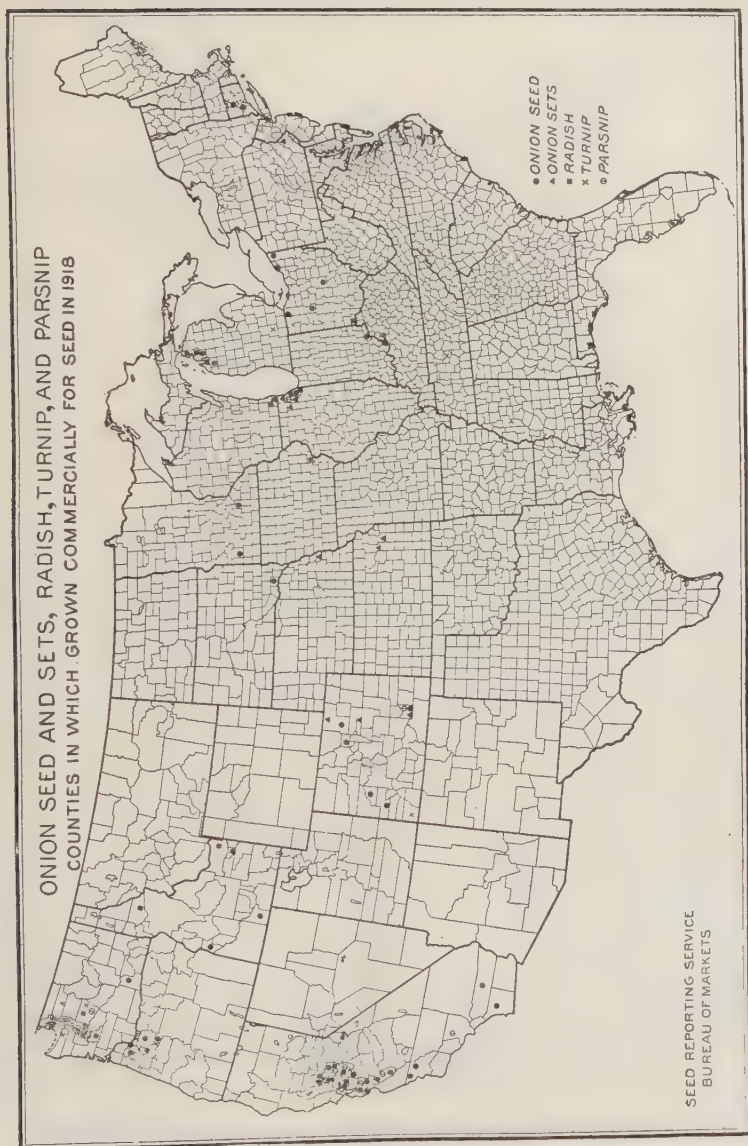 ONION SEED AND SETS, RADISH, TURNIP, AND PARSNIP
COUNTIES IN WHICH GROWN COMMERCIALLY FOR SEED IN 1918
ONION SEED
ONION SETS
RADISH
TURNIP
PARSNIP
SEED REPORTING SERVICE
BUREAU OF MARKETS